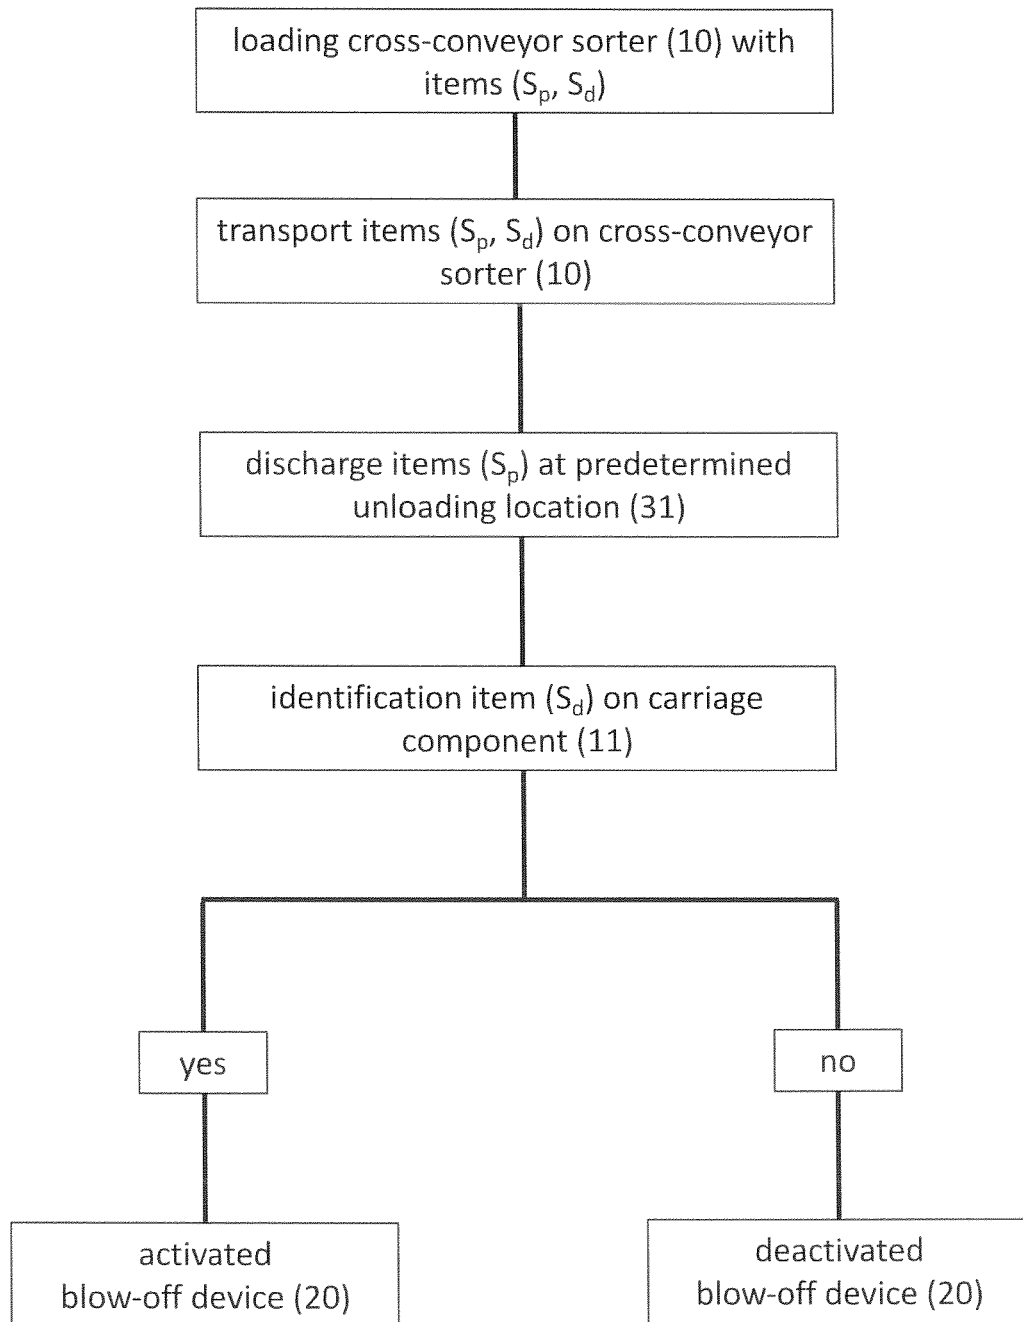 loading cross-conveyor sorter (10) with
items (Sp, Sd)
transport items (Sp, Sd) on cross-conveyor
sorter (10)
discharge items (Sp) at predetermined
unloading location (31)
identification item (Sd) on carriage
component (11)
yes
no
activated
blow-off device (20)
deactivated
blow-off device (20)